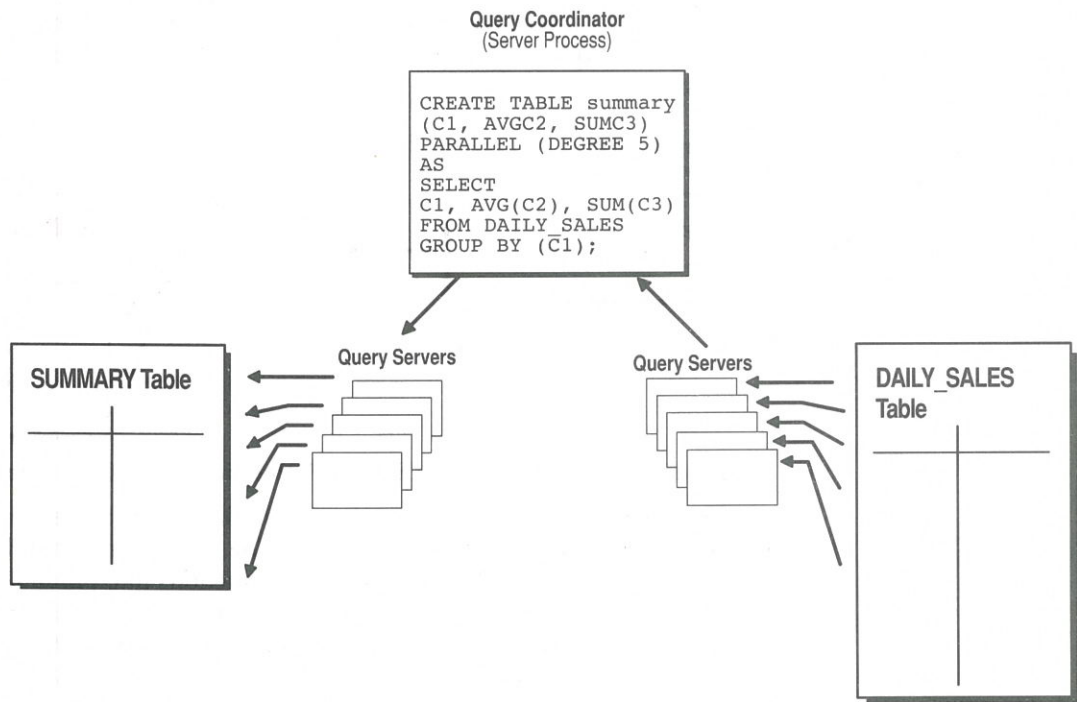 Query Coordinator
(Server Process)
CREATE TABLE summary
(C1, AVGC2, SUMC3)
PARALLEL (DEGREE 5)
AS
SELECT
C1, AVG(C2), SUM(C3)
FROM DAILY_SALES
GROUP BY (C1);
Query Servers
Query Servers
SUMMARY Table
DAILY_SALES
Table